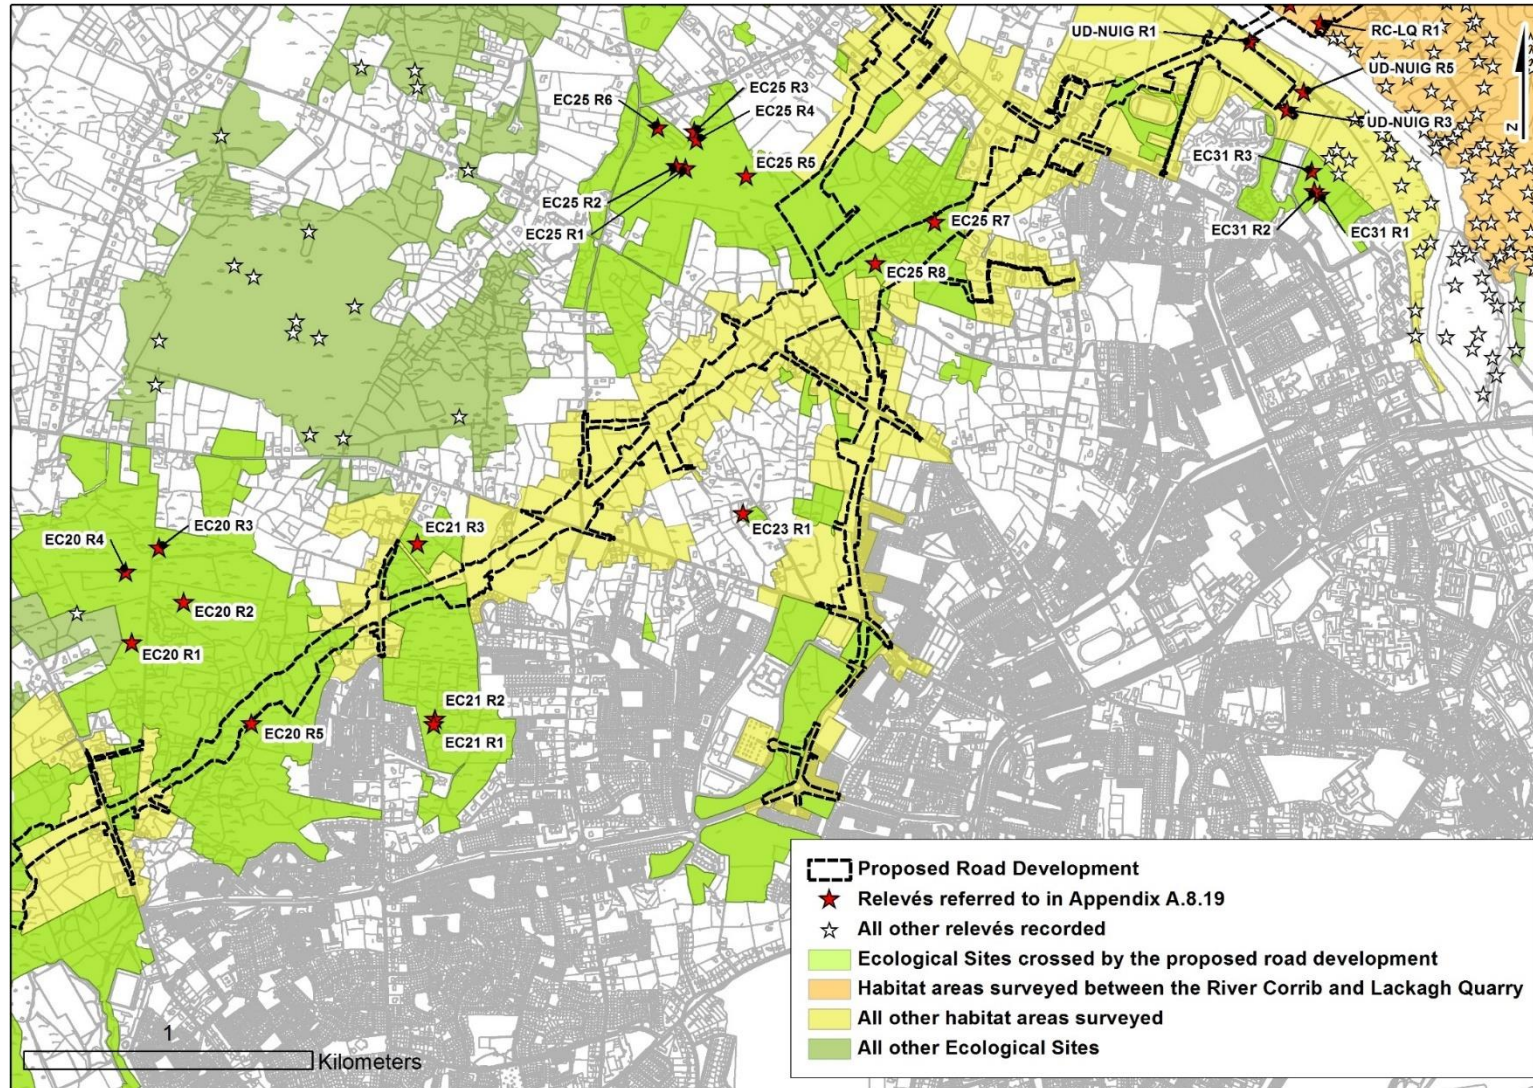 UD-NUIG R1
RC-LQ R1
UD-NUIG R5
UD-NUIG R3
N
EC25 R6
EC25 R3
EC25 R4
EC25 R5
EC25 R2
EC25 R1
EC31 R3
EC31 R2
EC31 R1
EC25 R7
EC25 R8
EC23 R1
EC21 R3
EC20 R3
EC20 R4
EC20 R2
EC20 R1
EC21 R2
EC21 R1
EC20 R5
Proposed Road Development
Relevés referred to in Appendix A.8.19
All other relevés recorded
Ecological Sites crossed by the proposed road development
Habitat areas surveyed between the River Corrib and Lackagh Quarry
All other habitat areas surveyed
All other Ecological Sites
1
Kilometers